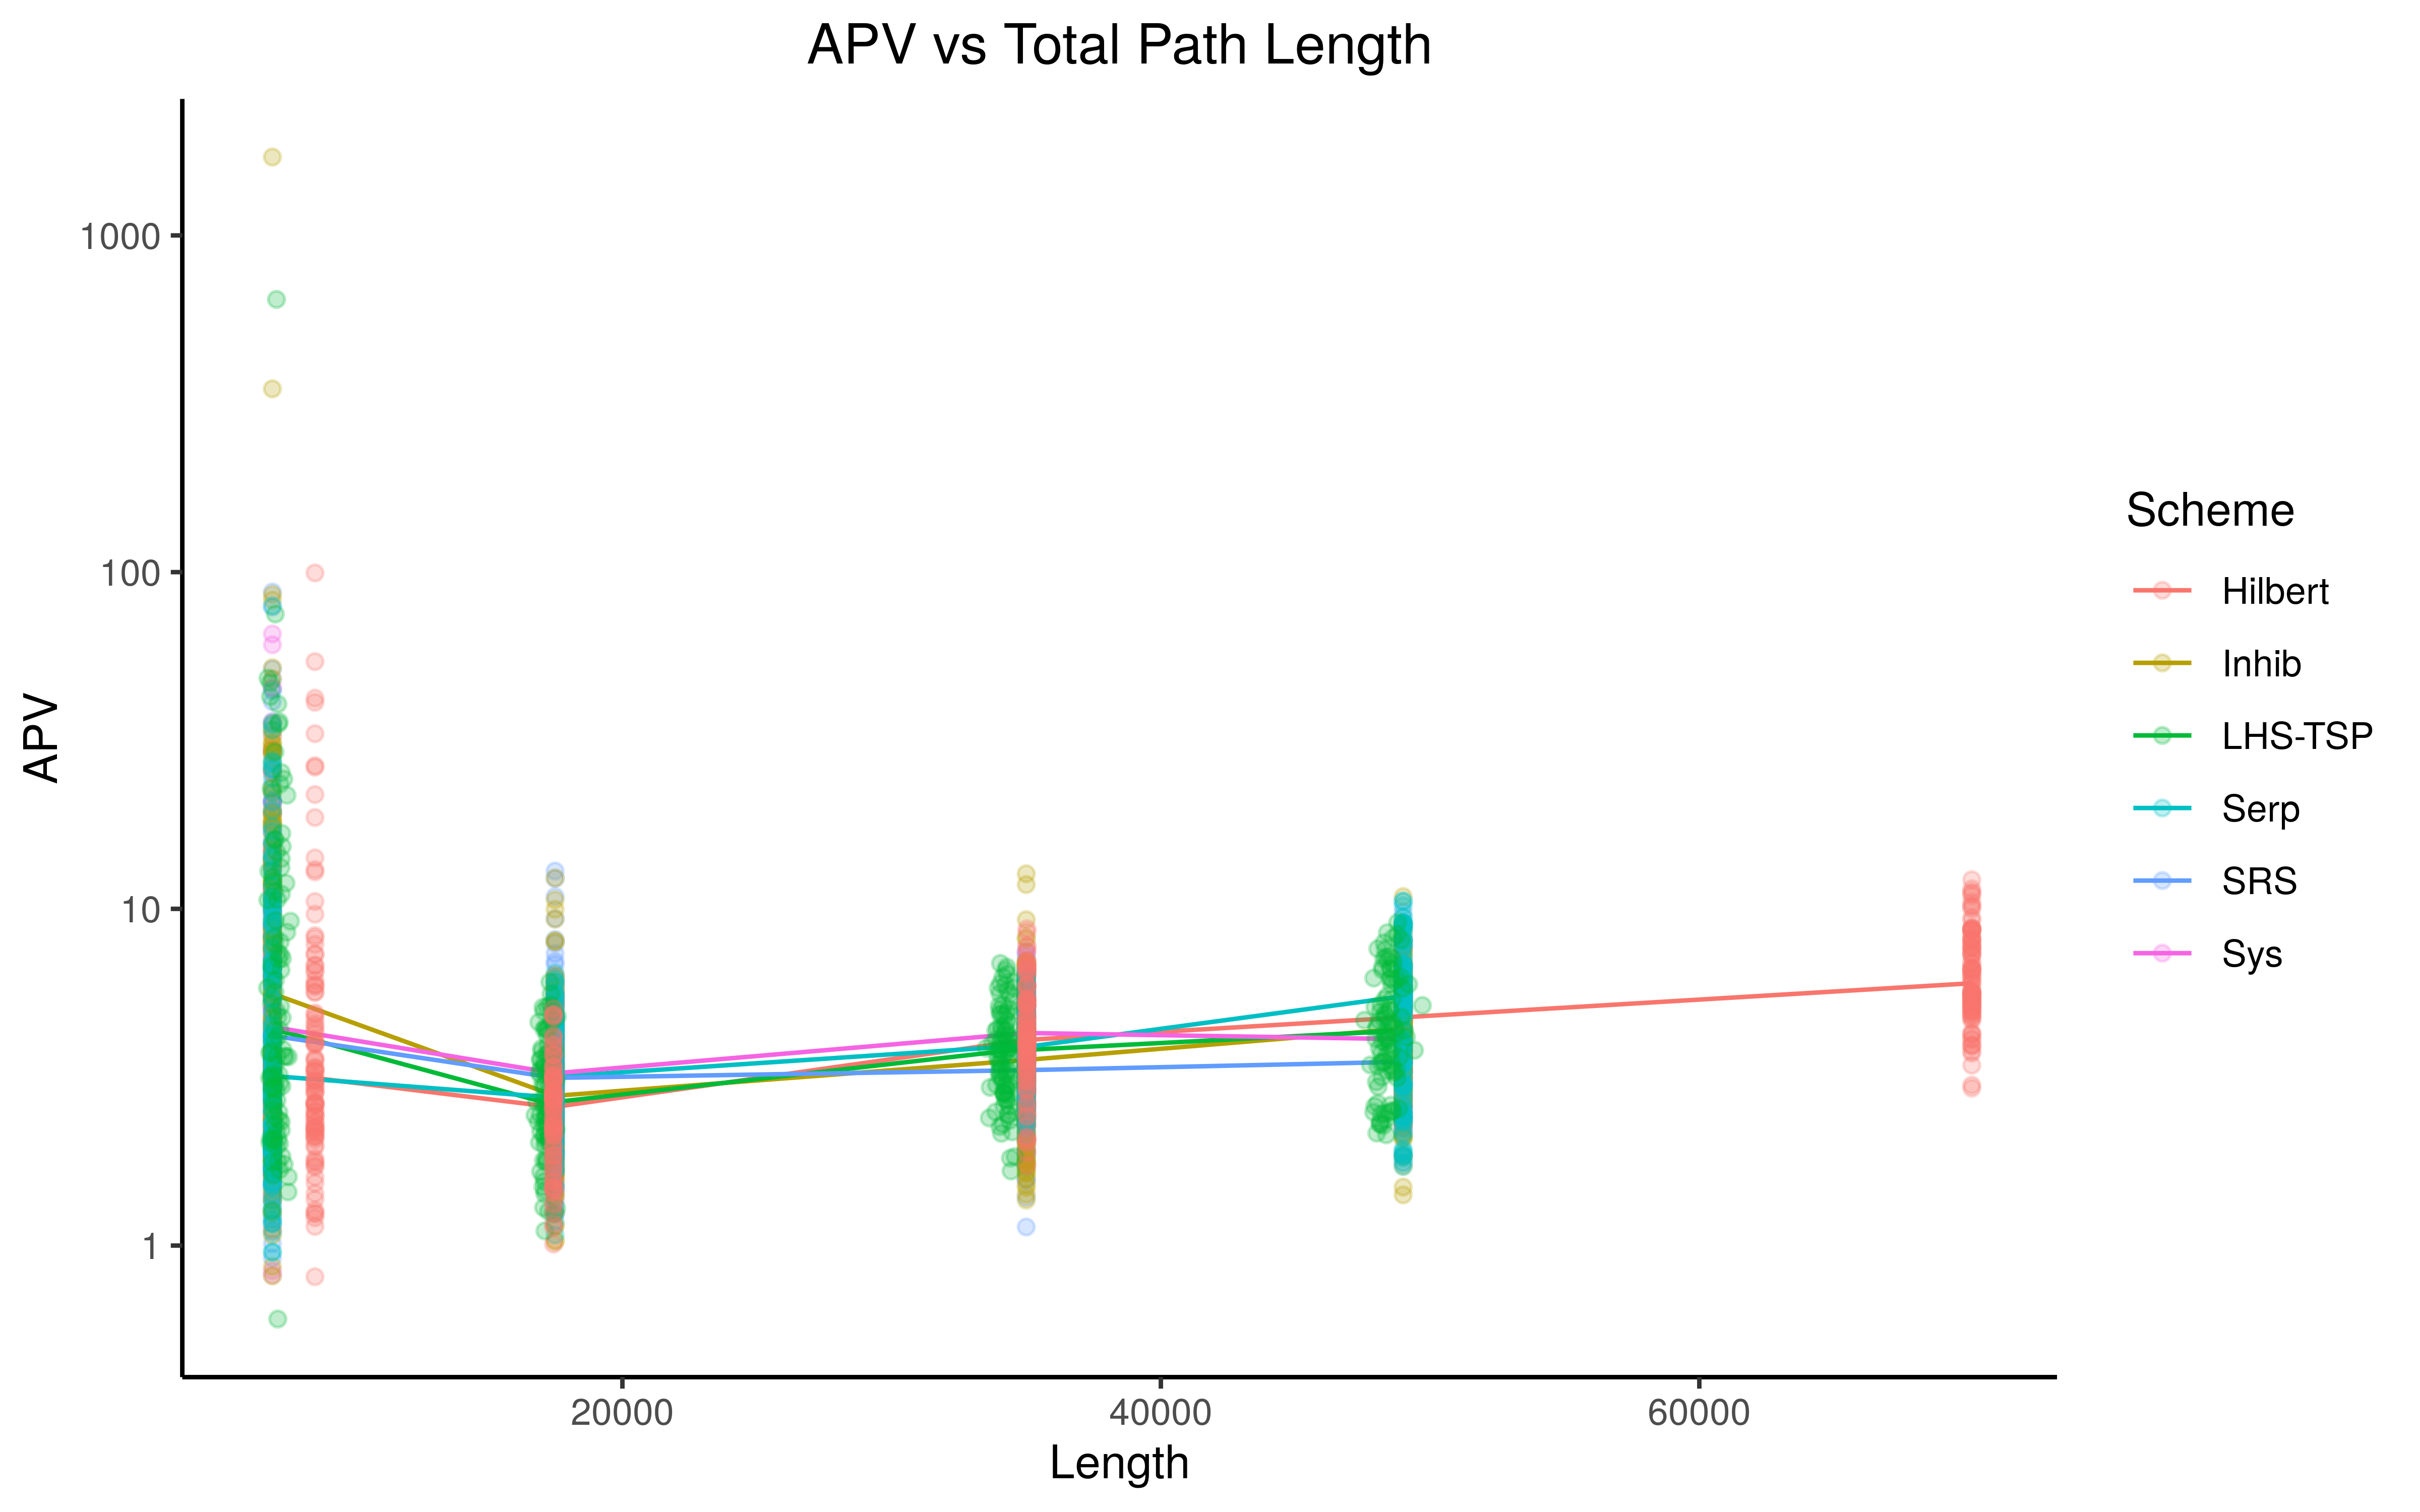 APV vs Total Path Length
1000
100
10
1
APV
20000
40000
60000
Length
Scheme
Hilbert
Inhib
LHS-TSP
Serp
SRS
Sys